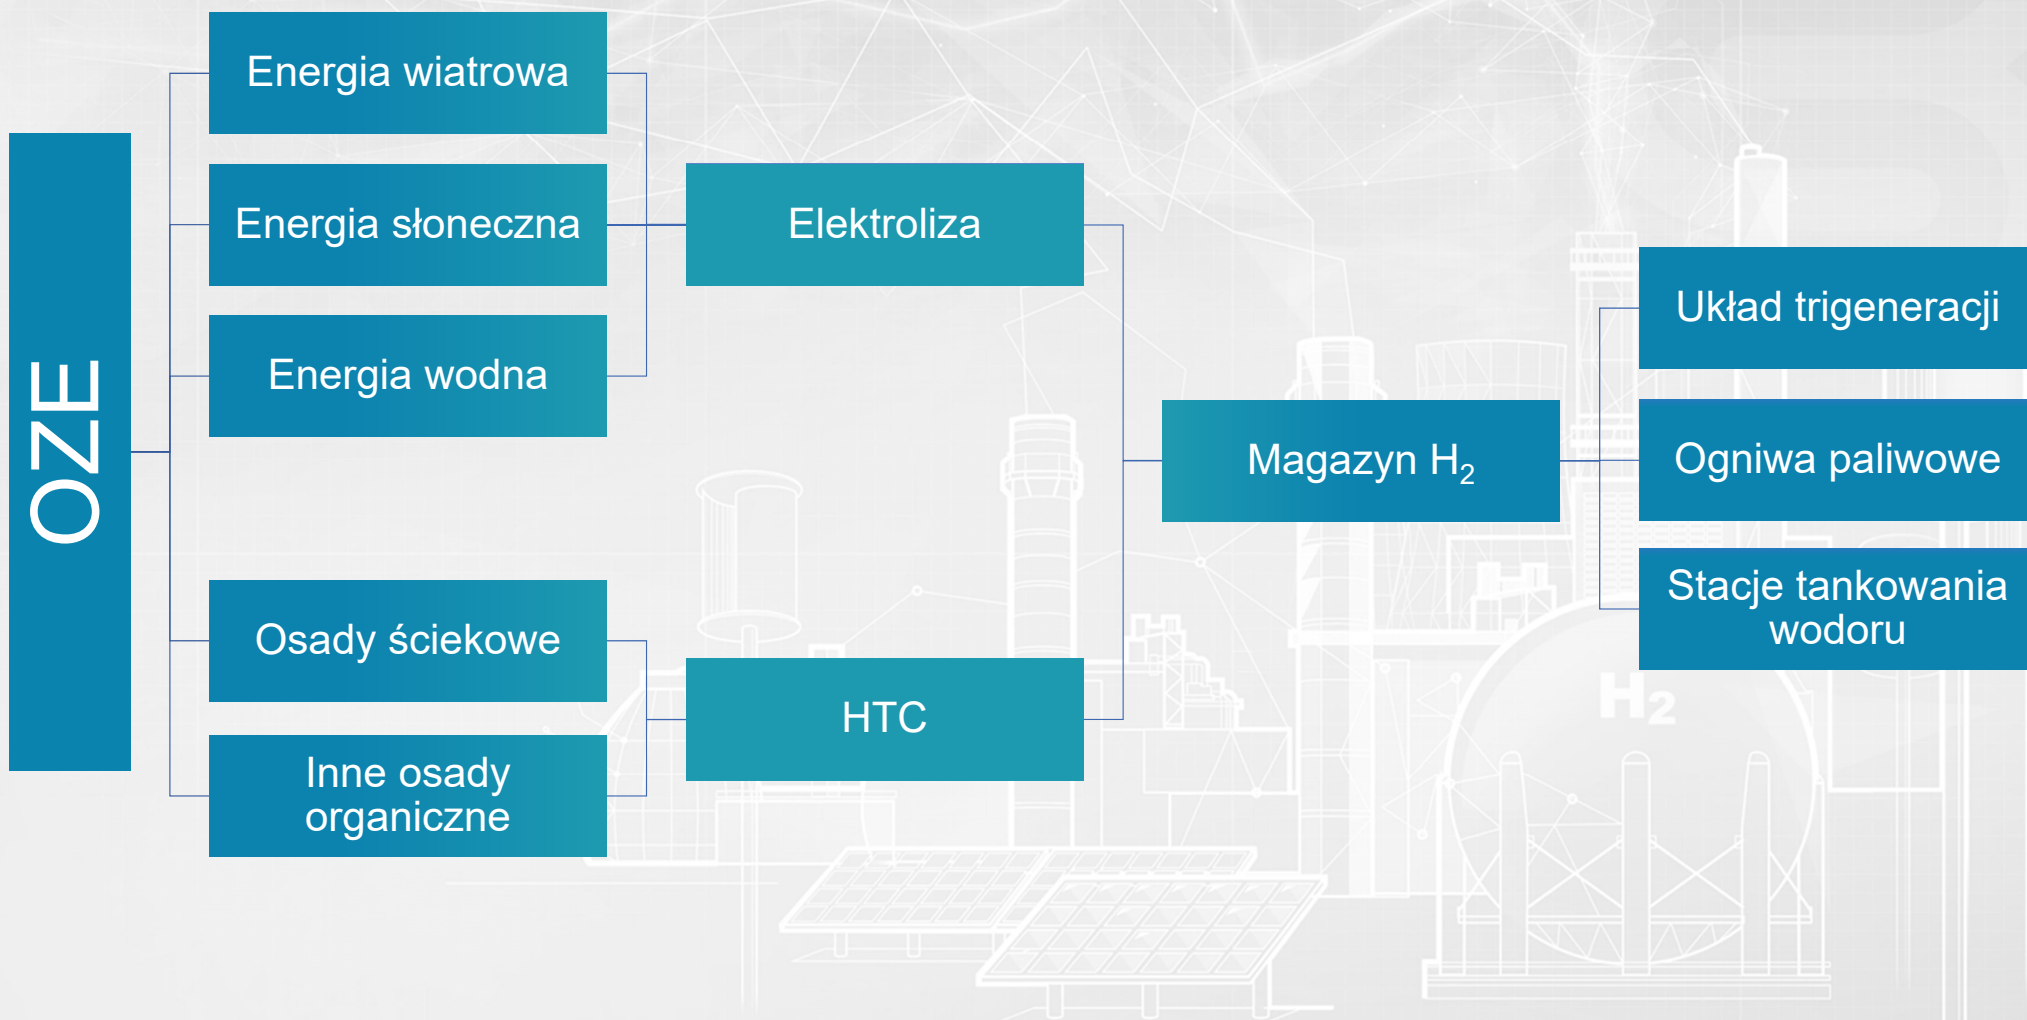 OZE
Energia wiatrowa
Energia słoneczna
Energia wodna
Osady ściekowe
Inne osady
organiczne
Elektroliza
HTC
Magazyn H₂
Układ trigeneracji
Ogniwa paliwowe
Stacje tankowania
wodoru
H₂